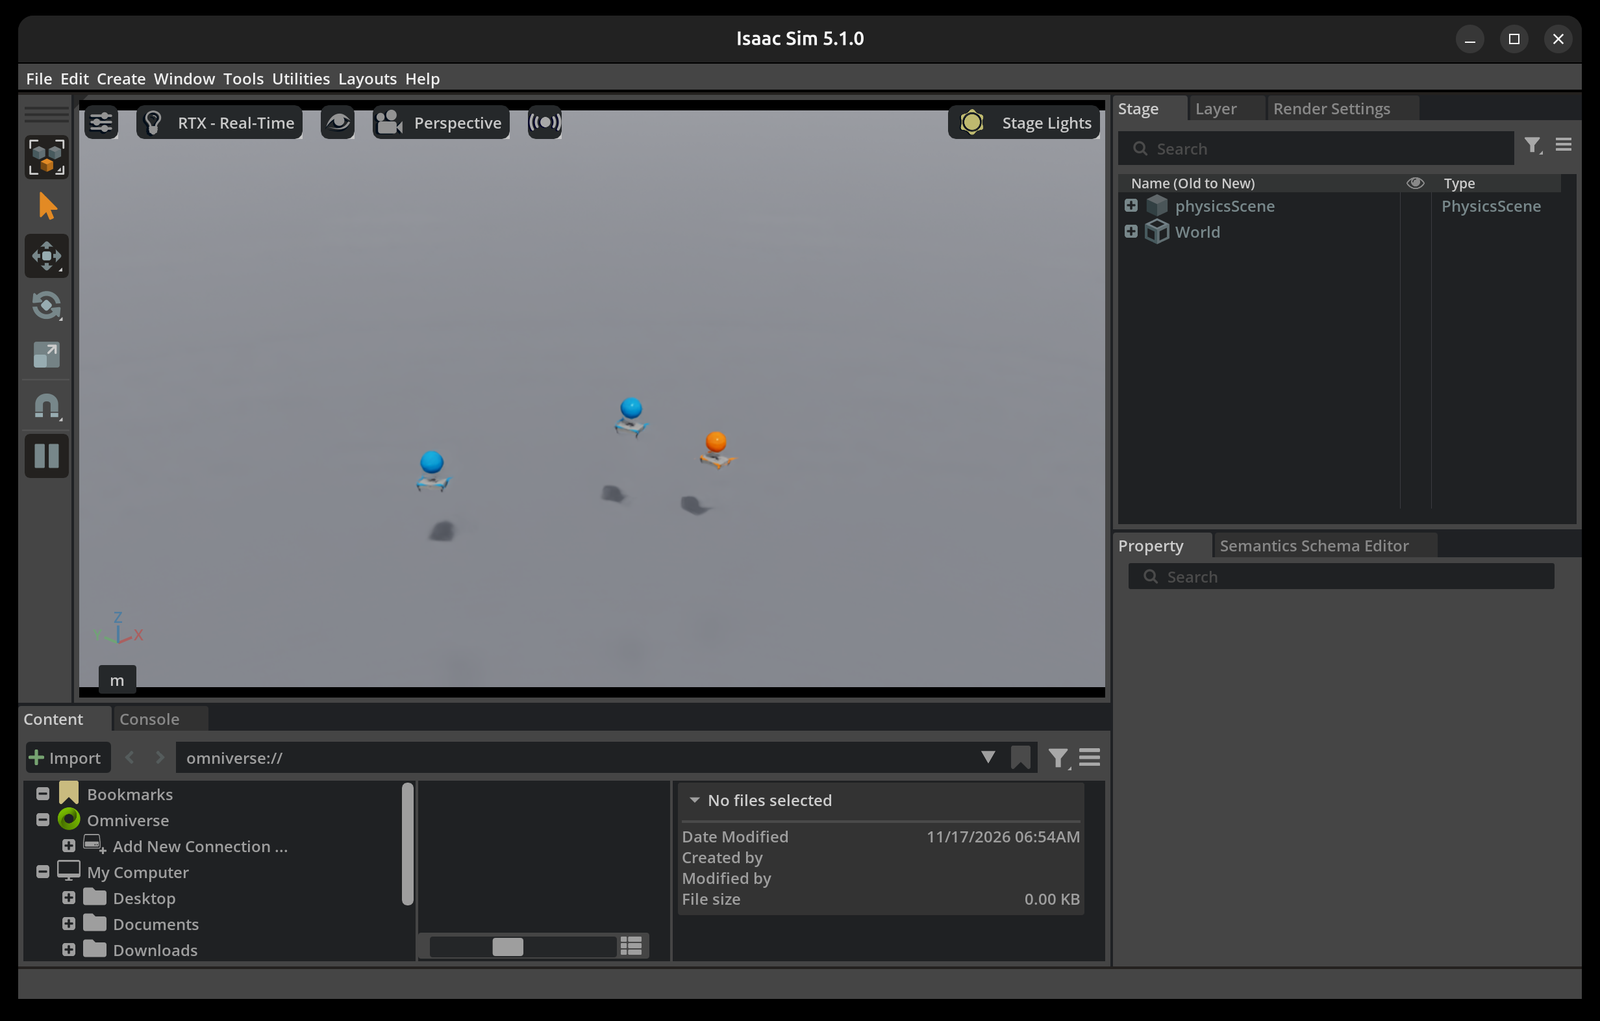 Isaac Sim 5.1.0
File Edit Create Window Tools Utilities Layouts Help
RTX - Real-Time
Perspective
Stage Lights
Z
Y
X
m
Stage
Layer
Render Settings
Search
Name (Old to New)
Type
physicsScene
PhysicsScene
World
Property
Semantics Schema Editor
Search
Content
Console
Import
omniverse://
Bookmarks
Omniverse
Add New Connection ...
My Computer
Desktop
Documents
Downloads
No files selected
Date Modified 11/17/2026 06:54AM
Created by
Modified by
File size 0.00 KB